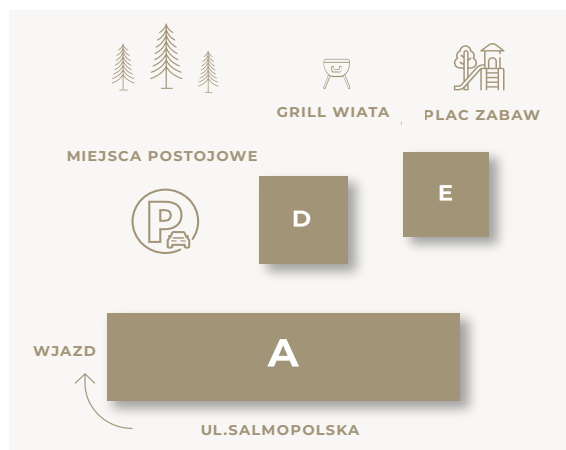 GRILL WIATA
PLAC ZABAW
MIEJSCA POSTOJOWE
P
D
E
A
WJAZD
UL.SALMOPOLSKA